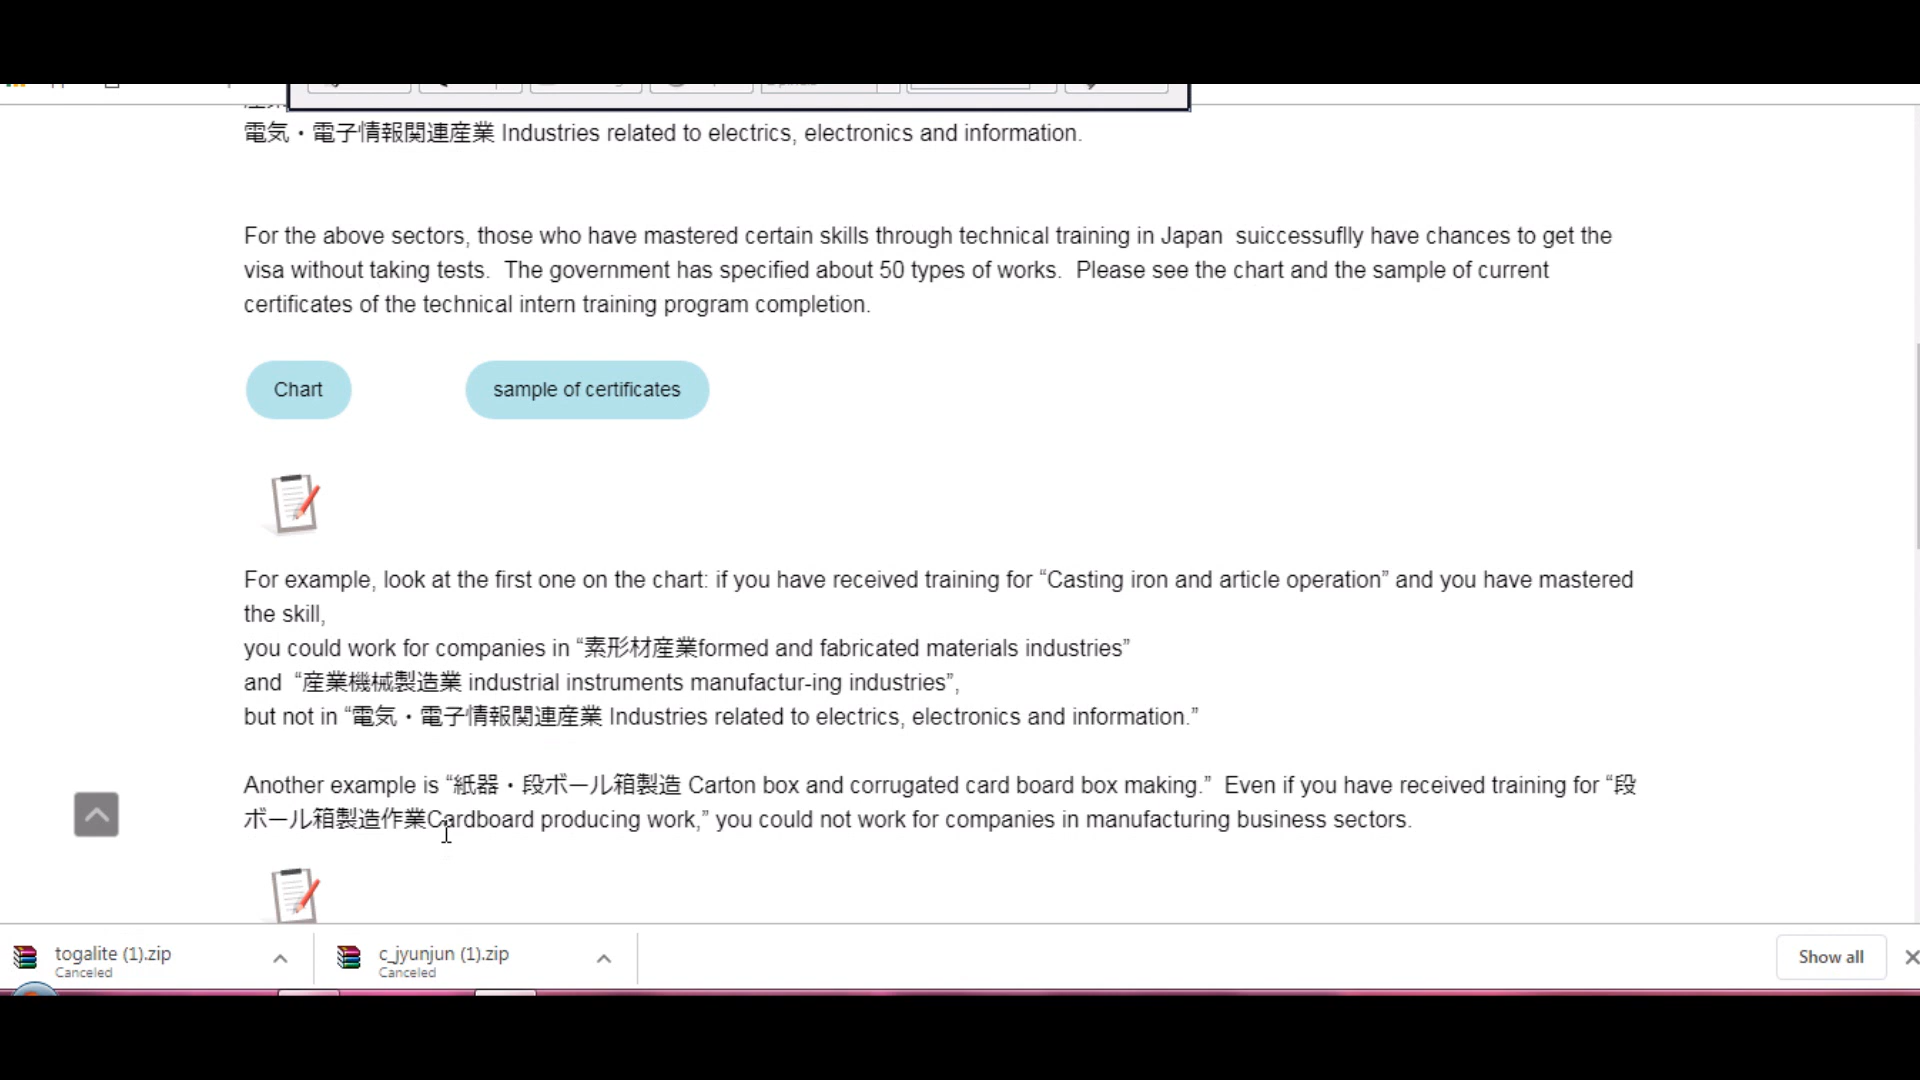 電気・電子情報関連産業 Industries related to electrics, electronics and information.
For the above sectors, those who have mastered certain skills through technical training in Japan  suiccessuflly have chances to get the
visa without taking tests.  The government has specified about 50 types of works.  Please see the chart and the sample of current
certificates of the technical intern training program completion.
Chart
sample of certificates
For example, look at the first one on the chart: if you have received training for “Casting iron and article operation” and you have mastered
the skill,
you could work for companies in “素形材産業formed and fabricated materials industries”
and  “産業機械製造業 industrial instruments manufactur-ing industries”,
but not in “電気・電子情報関連産業 Industries related to electrics, electronics and information.”
Another example is “紙器・段ボール箱製造 Carton box and corrugated card board box making.”  Even if you have received training for “段
ボール箱製造作業Cardboard producing work,” you could not work for companies in manufacturing business sectors.
togalite (1).zip
Canceled
c_jyunjun (1).zip
Canceled
Show all